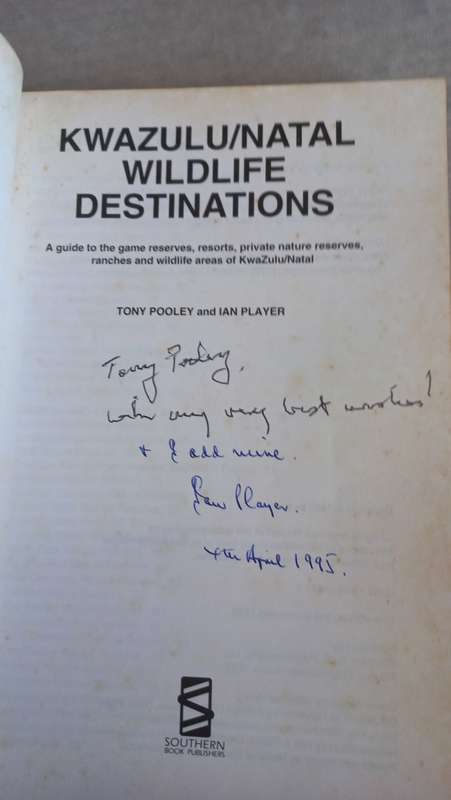 KWAZULU/NATAL
WILDLIFE
DESTINATIONS
A guide to the game reserves, resorts, private nature reserves,
ranches and wildlife areas of KwaZulu/Natal
TONY POOLEY and IAN PLAYER
Tony Pooley,
with my very best wishes!
+ I add mine.
Ian Player.
4th April 1995.
SOUTHERN
BOOK PUBLISHERS